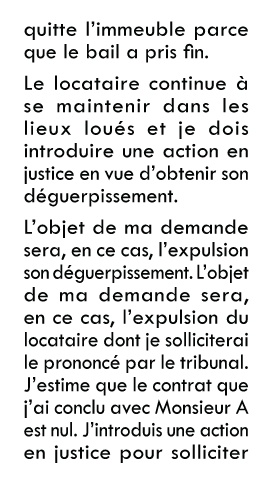 quitte l'immeuble parce
que le bail a pris fin.
Le locataire continue à
se maintenir dans les
lieux loués et je dois
introduire une action en
justice en vue d'obtenir son
déguerpissement.
L'objet de ma demande
sera, en ce cas, l'expulsion
son déguerpissement. L'objet
de ma demande sera,
en ce cas, l'expulsion du
locataire dont je solliciterai
le prononcé par le tribunal.
J'estime que le contrat que
j'ai conclu avec Monsieur A
est nul. J'introduis une action
en justice pour solliciter